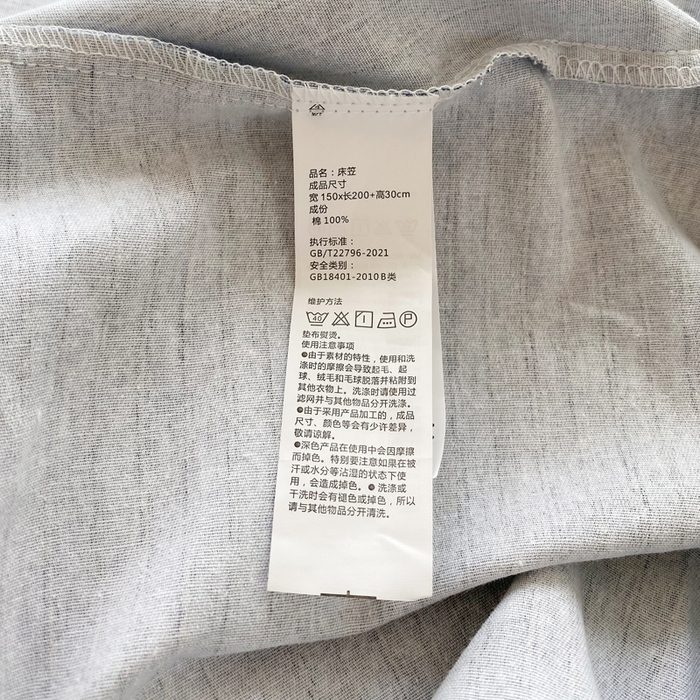 品名：床笠
成品尺寸
宽 150x长200+高30cm
成份
棉 100%
执行标准：
GB/T22796-2021
安全类别：
GB18401-2010 B类
维护方法
40 P
垫布熨烫。
使用注意事项
●由于素材的特性，使用和洗
涤时的摩擦会导致起毛、起
球、绒毛和毛球脱落并粘附到
其他衣物上。洗涤时请使用过
滤网并与其他物品分开洗涤。
●由于采用产品加工的，成品
尺寸、颜色等会有少许差异，
敬请谅解。
●深色产品在使用中会因摩擦
而掉色。特别要注意如果在被
汗或水分等沾湿的状态下使
用，会造成掉色。●洗涤或
干洗时会有褪色或掉色，所以
请与其他物品分开清洗。